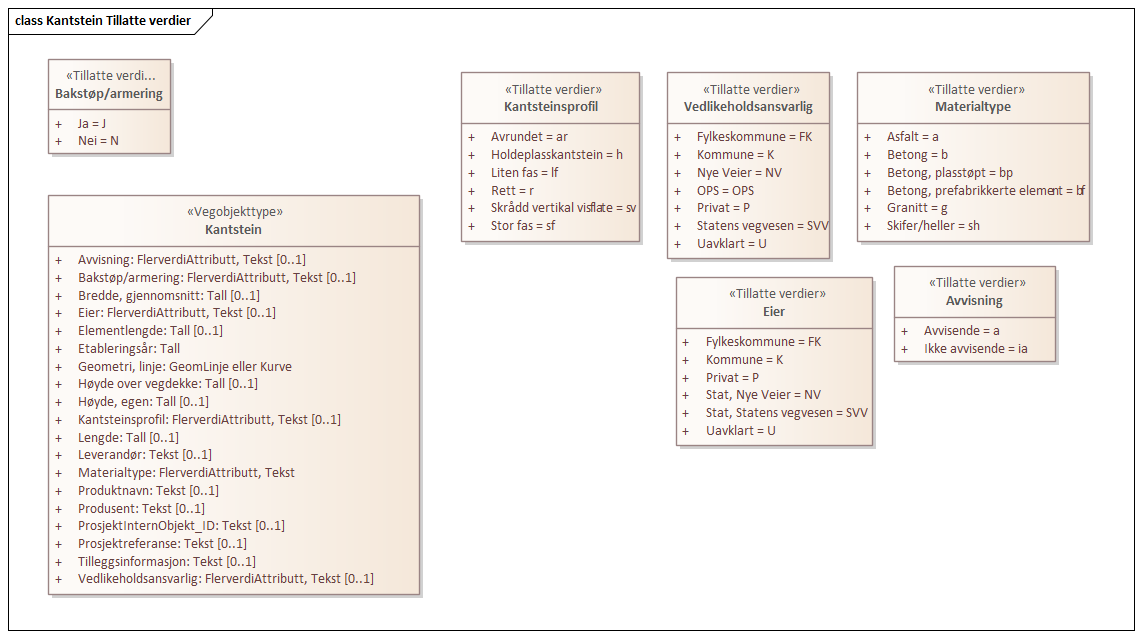 class Kantstein Tillatte verdier
«Tillatte verdi...
Bakstøp/armering
+ Ja = J
+ Nei = N
«Vegobjekttype»
Kantstein
+ Avvisning: FlerverdiAttributt, Tekst [0..1]
+ Bakstøp/armering: FlerverdiAttributt, Tekst [0..1]
+ Bredde, gjennomsnitt: Tall [0..1]
+ Eier: FlerverdiAttributt, Tekst [0..1]
+ Elementlengde: Tall [0..1]
+ Etableringsår: Tall
+ Geometri, linje: GeomLinje eller Kurve
+ Høyde over vegdekke: Tall [0..1]
+ Høyde, egen: Tall [0..1]
+ Kantsteinsprofil: FlerverdiAttributt, Tekst [0..1]
+ Lengde: Tall [0..1]
+ Leverandør: Tekst [0..1]
+ Materialtype: FlerverdiAttributt, Tekst
+ Produktnavn: Tekst [0..1]
+ Produsent: Tekst [0..1]
+ ProsjektInternObjekt_ID: Tekst [0..1]
+ Prosjektreferanse: Tekst [0..1]
+ Tilleggsinformasjon: Tekst [0..1]
+ Vedlikeholdsansvarlig: FlerverdiAttributt, Tekst [0..1]
«Tillatte verdier»
Kantsteinsprofil
+ Avrundet = ar
+ Holdeplasskantstein = h
+ Liten fas = lf
+ Rett = r
+ Skrådd vertikal visflate = sv
+ Stor fas = sf
«Tillatte verdier»
Vedlikeholdsansvarlig
+ Fylkeskommune = FK
+ Kommune = K
+ Nye Veier = NV
+ OPS = OPS
+ Privat = P
+ Statens vegvesen = SVV
+ Uavklart = U
«Tillatte verdier»
Materialtype
+ Asfalt = a
+ Betong = b
+ Betong, plasstøpt = bp
+ Betong, prefabrikkerte element = bf
+ Granitt = g
+ Skifer/heller = sh
«Tillatte verdier»
Eier
+ Fylkeskommune = FK
+ Kommune = K
+ Privat = P
+ Stat, Nye Veier = NV
+ Stat, Statens vegvesen = SVV
+ Uavklart = U
«Tillatte verdier»
Avvisning
+ Avvisende = a
+ Ikke avvisende = ia